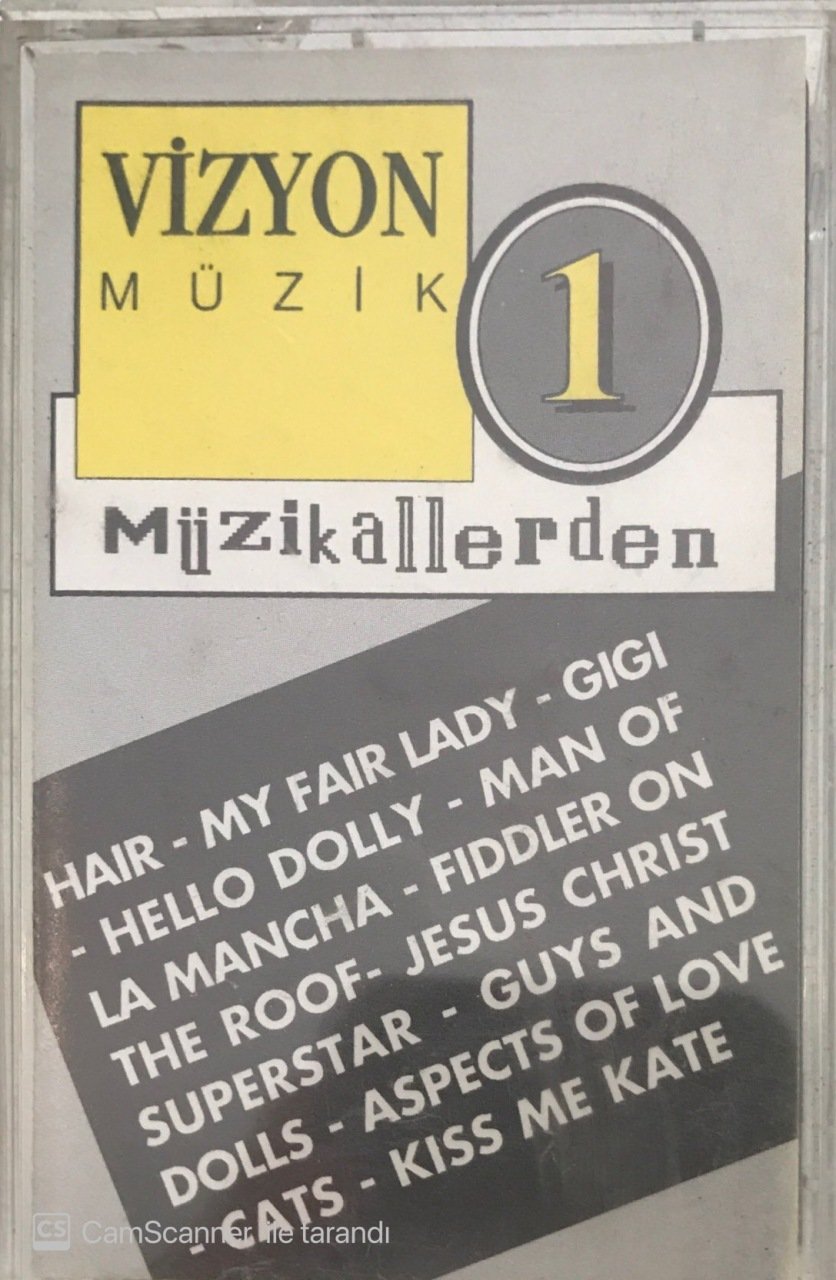 VİZYON
MÜZİK
1
Müzikallerden
HAIR - MY FAIR LADY - GIGI
- HELLO DOLLY - MAN OF
LA MANCHA - FIDDLER ON
THE ROOF- JESUS CHRIST
SUPERSTAR - GUYS AND
DOLLS - ASPECTS OF LOVE
- CATS - KISS ME KATE
CS CamScanner ile tarandı